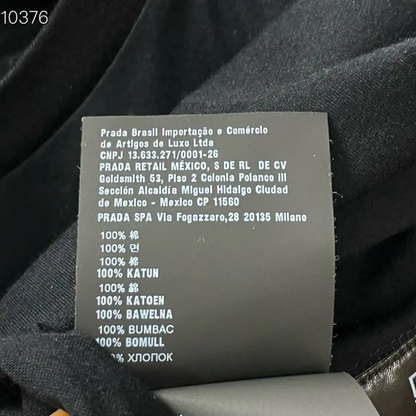 10376
Prada Brasil Importação e Comércio
de Artigos de Luxo Ltda
CNPJ 13.633.271/0001-26
PRADA RETAIL MÉXICO, S DE RL DE CV
Goldsmith 53, Piso 2 Colonia Polanco III
Sección Alcaldía Miguel Hidalgo Ciudad
de Mexico - Mexico CP 11560
PRADA SPA Via Fogazzaro,28 20135 Milano
100% 棉
100% 면
100% KATUN
100% 綿
100% KATOEN
100% BAWEŁNA
100% BUMBAC
100% BOMULL
% ХЛОПОК